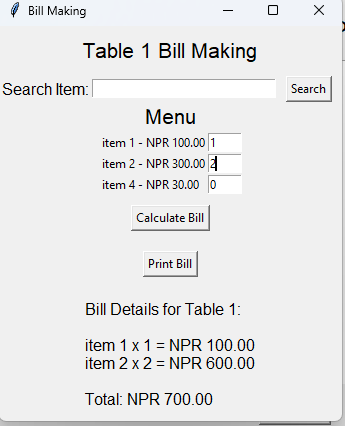 Bill Making
Table 1 Bill Making
Search Item: Search
Menu
item 1 - NPR 100.00 1
item 2 - NPR 300.00 2
item 4 - NPR 30.00 0
Calculate Bill
Print Bill
Bill Details for Table 1:
item 1 x 1 = NPR 100.00
item 2 x 2 = NPR 600.00
Total: NPR 700.00